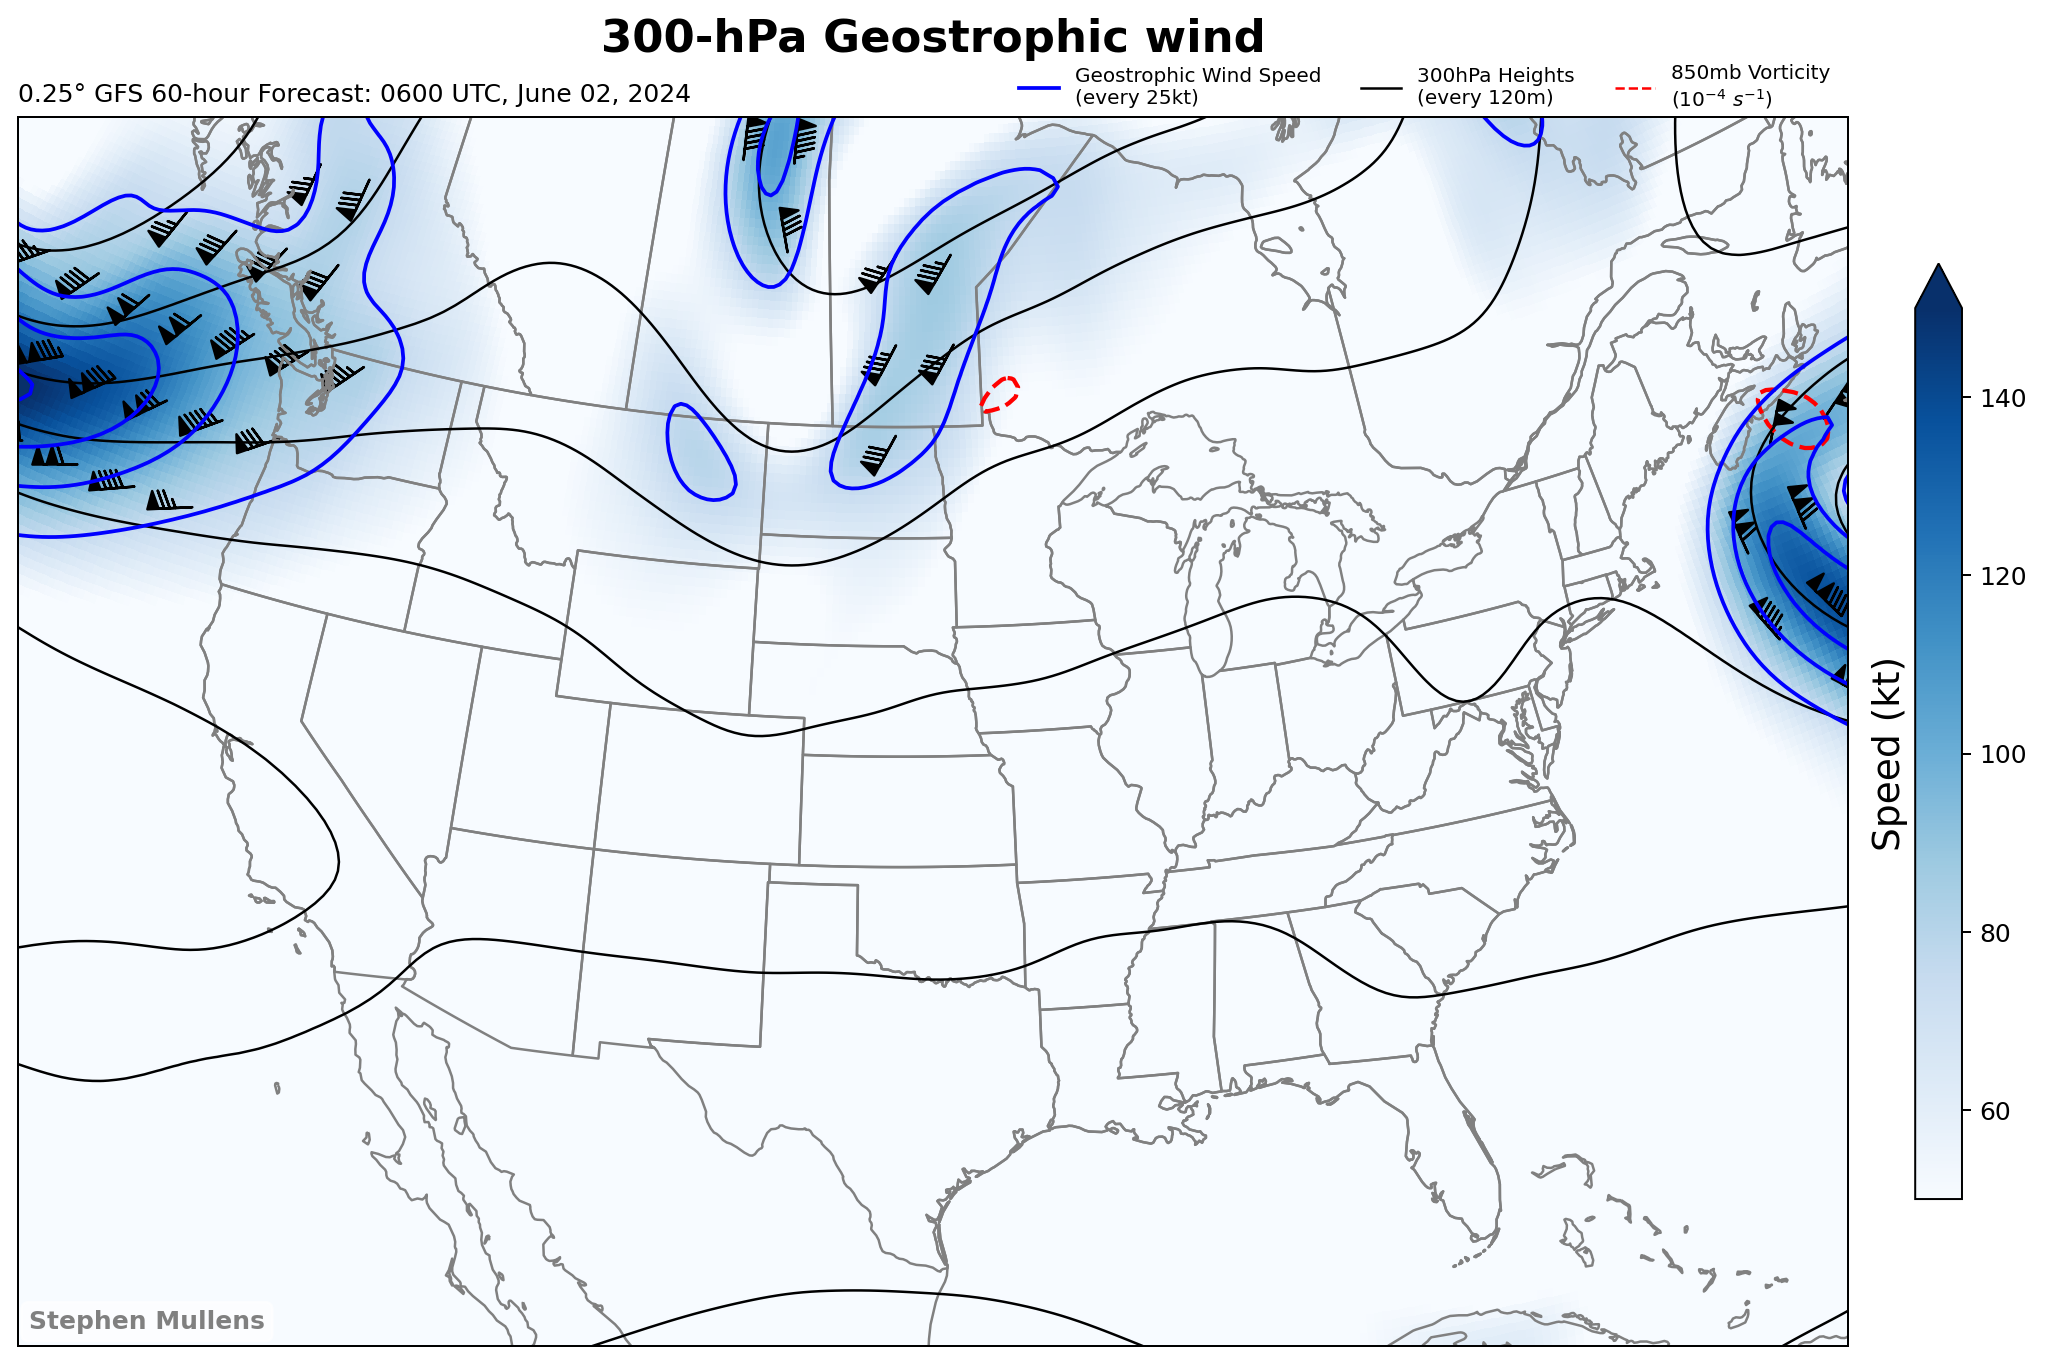 300-hPa Geostrophic wind
0.25° GFS 60-hour Forecast: 0600 UTC, June 02, 2024
Geostrophic Wind Speed
(every 25kt)
300hPa Heights
(every 120m)
850mb Vorticity
(10⁻⁴ s⁻¹)
140
120
100
80
60
Speed (kt)
Stephen Mullens